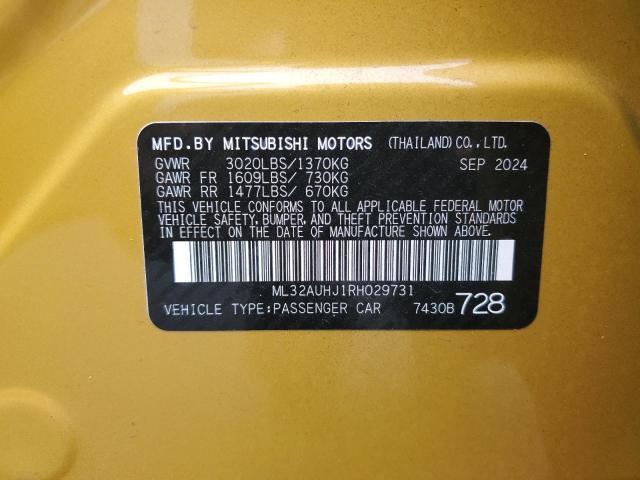 MFD.BY MITSUBISHI MOTORS (THAILAND)CO.,LTD.
GVWR 3020LBS/1370KG SEP 2024
GAWR FR 1609LBS/ 730KG
GAWR RR 1477LBS/ 670KG
THIS VEHICLE CONFORMS TO ALL APPLICABLE FEDERAL MOTOR
VEHICLE SAFETY, BUMPER, AND THEFT PREVENTION STANDARDS
IN EFFECT ON THE DATE OF MANUFACTURE SHOWN ABOVE.
ML32AUHJ1RH029731
VEHICLE TYPE:PASSENGER CAR 7430B 728